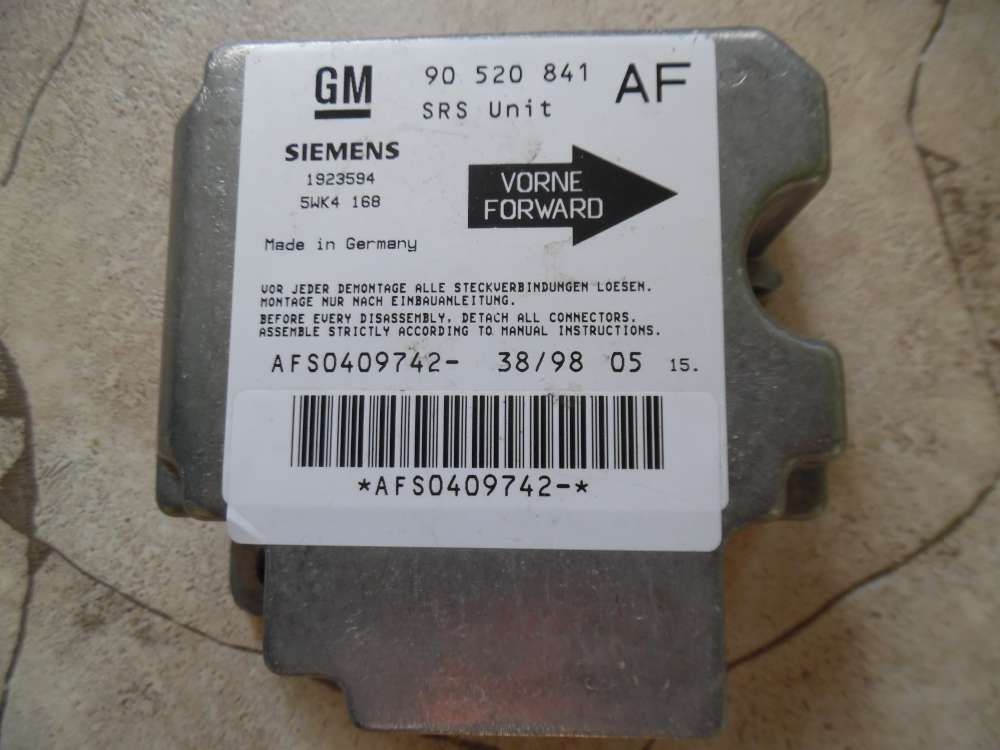 GM 90 520 841 AF
SRS Unit
SIEMENS
1923594
5WK4 168
VORNE
FORWARD
Made in Germany
VOR JEDER DEMONTAGE ALLE STECKVERBINDUNGEN LOESEN.
MONTAGE NUR NACH EINBAUANLEITUNG.
BEFORE EVERY DISASSEMBLY, DETACH ALL CONNECTORS.
ASSEMBLE STRICTLY ACCORDING TO MANUAL INSTRUCTIONS.
AFS0409742- 38/98 05 15.
*AFS0409742-*